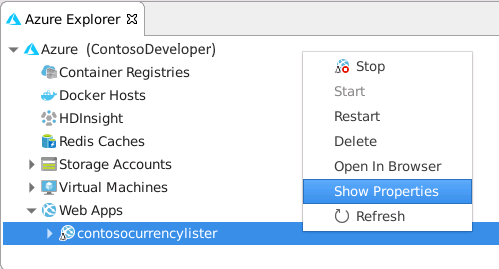 Azure Explorer
Azure (ContosoDeveloper)
Container Registries
Docker Hosts
HDInsight
Redis Caches
Storage Accounts
Virtual Machines
Web Apps
contosocurrencylister
Stop
Start
Restart
Delete
Open In Browser
Show Properties
Refresh